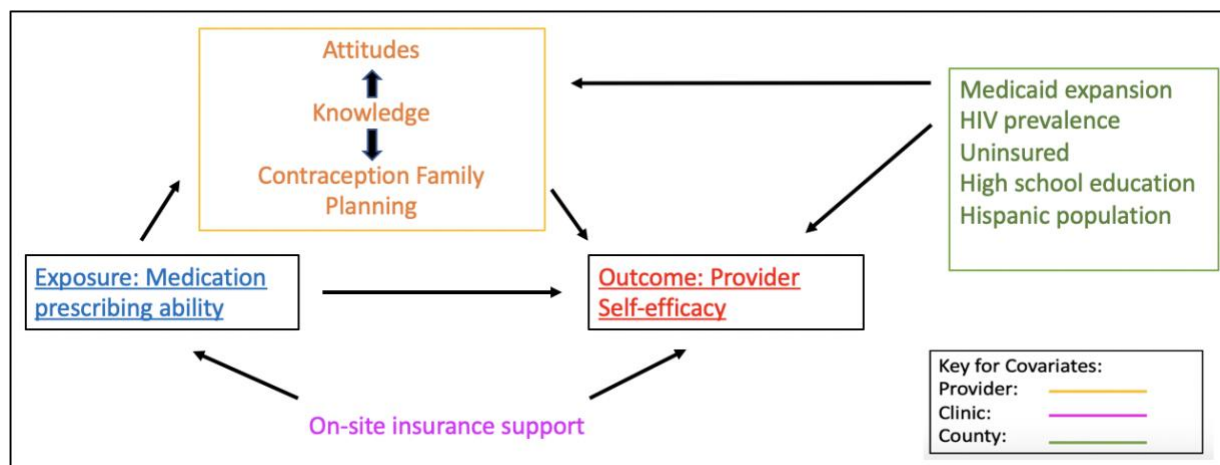 Attitudes
Knowledge
Contraception Family
Planning
Medicaid expansion
HIV prevalence
Uninsured
High school education
Hispanic population
Exposure: Medication
prescribing ability
Outcome: Provider
Self-efficacy
On-site insurance support
Key for Covariates:
Provider:
Clinic:
County: